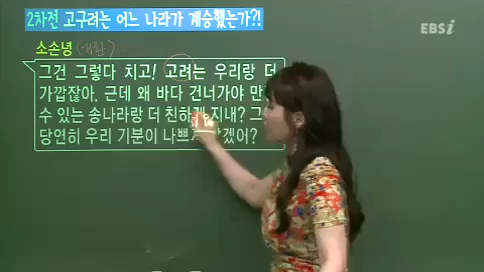 2차전 고구려는 어느 나라가 계승했는가?!
EBSi
소손녕 (거란)
그건 그렇다 치고! 고려는 우리랑 더
가깝잖아, 근데 왜 바다 건너가야 만
수 있는 송나라랑 더 친하게 지내? 그
당연히 우리 기분이 나쁘
겠어?